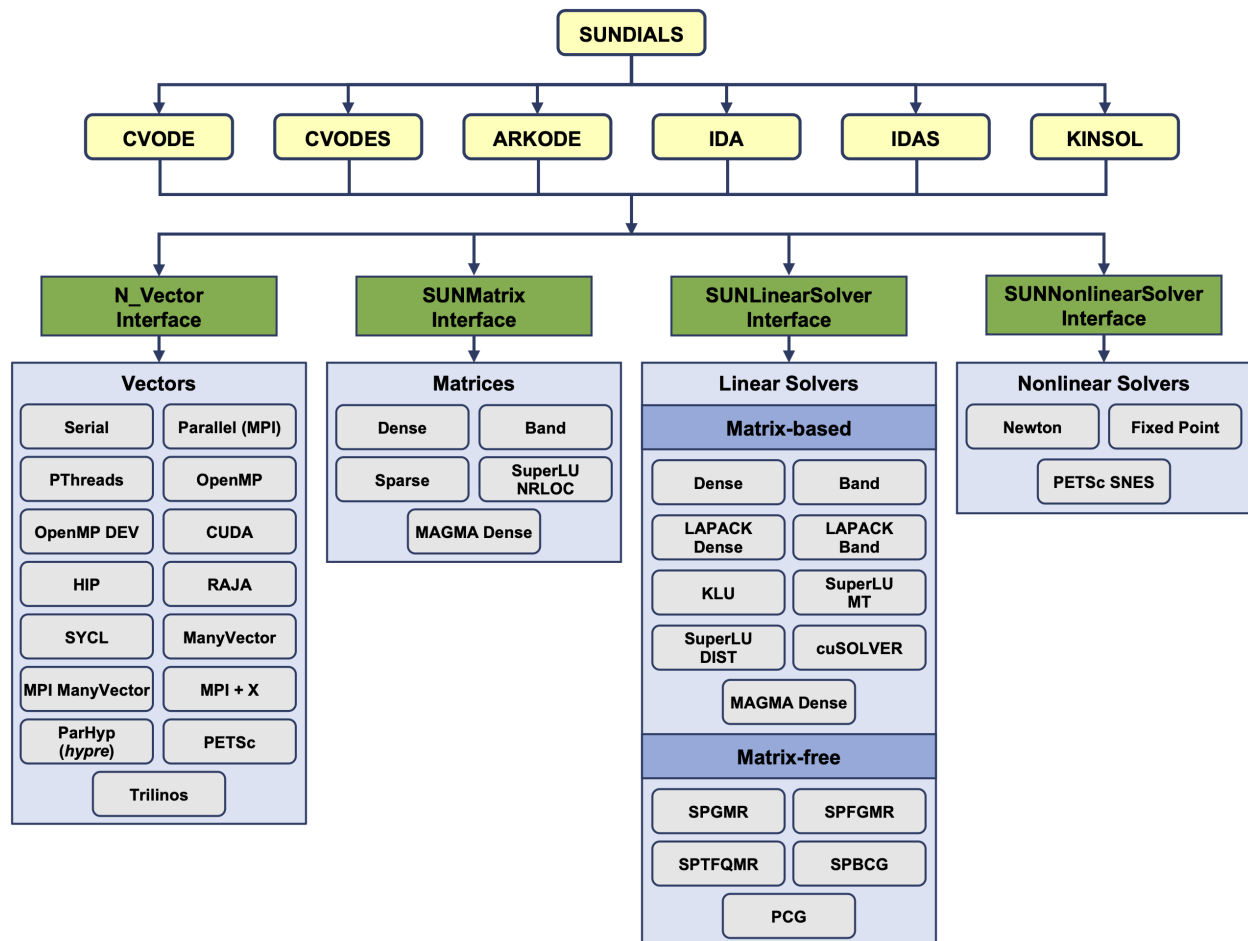 SUNDIALS
CVODE
CVODES
ARKODE
IDA
IDAS
KINSOL
N_Vector
Interface
SUNMatrix
Interface
SUNLinearSolver
Interface
SUNNonlinearSolver
Interface
Vectors
Serial
Parallel (MPI)
PThreads
OpenMP
OpenMP DEV
CUDA
HIP
RAJA
SYCL
ManyVector
MPI ManyVector
MPI + X
ParHyp
(hypre)
PETSc
Trilinos
Matrices
Dense
Band
Sparse
SuperLU
NRLOC
MAGMA Dense
Linear Solvers
Matrix-based
Dense
Band
LAPACK
Dense
LAPACK
Band
KLU
SuperLU
MT
SuperLU
DIST
cuSOLVER
MAGMA Dense
Matrix-free
SPGMR
SPFGMR
SPTFQMR
SPBCG
PCG
Nonlinear Solvers
Newton
Fixed Point
PETSc SNES